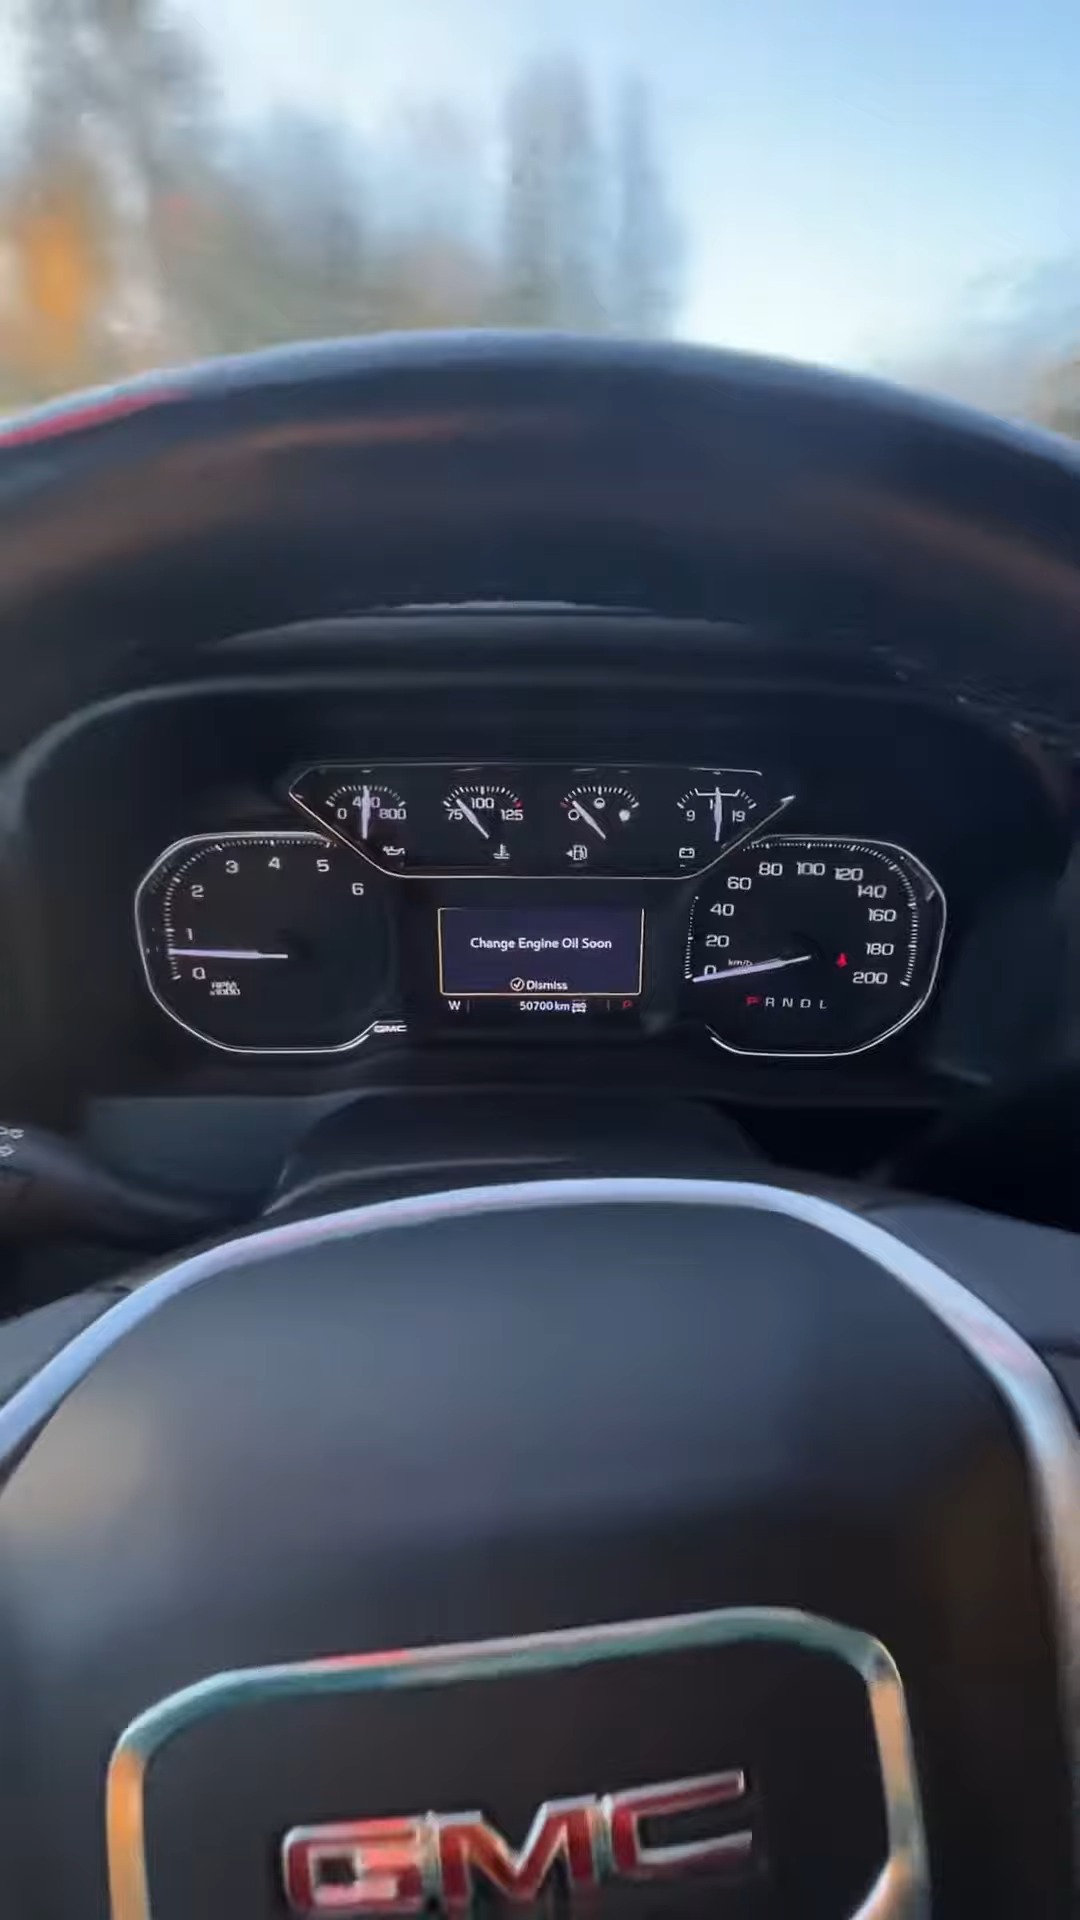 0 400 800
75 100 125
0
9 19
0 1 2 3 4 5 6
RPM
x1000
GMC
Change Engine Oil Soon
Dismiss
W 50700 km P
0 20 40 60 80 100 120 140 160 180 200
km/h
P R N D L
GMC